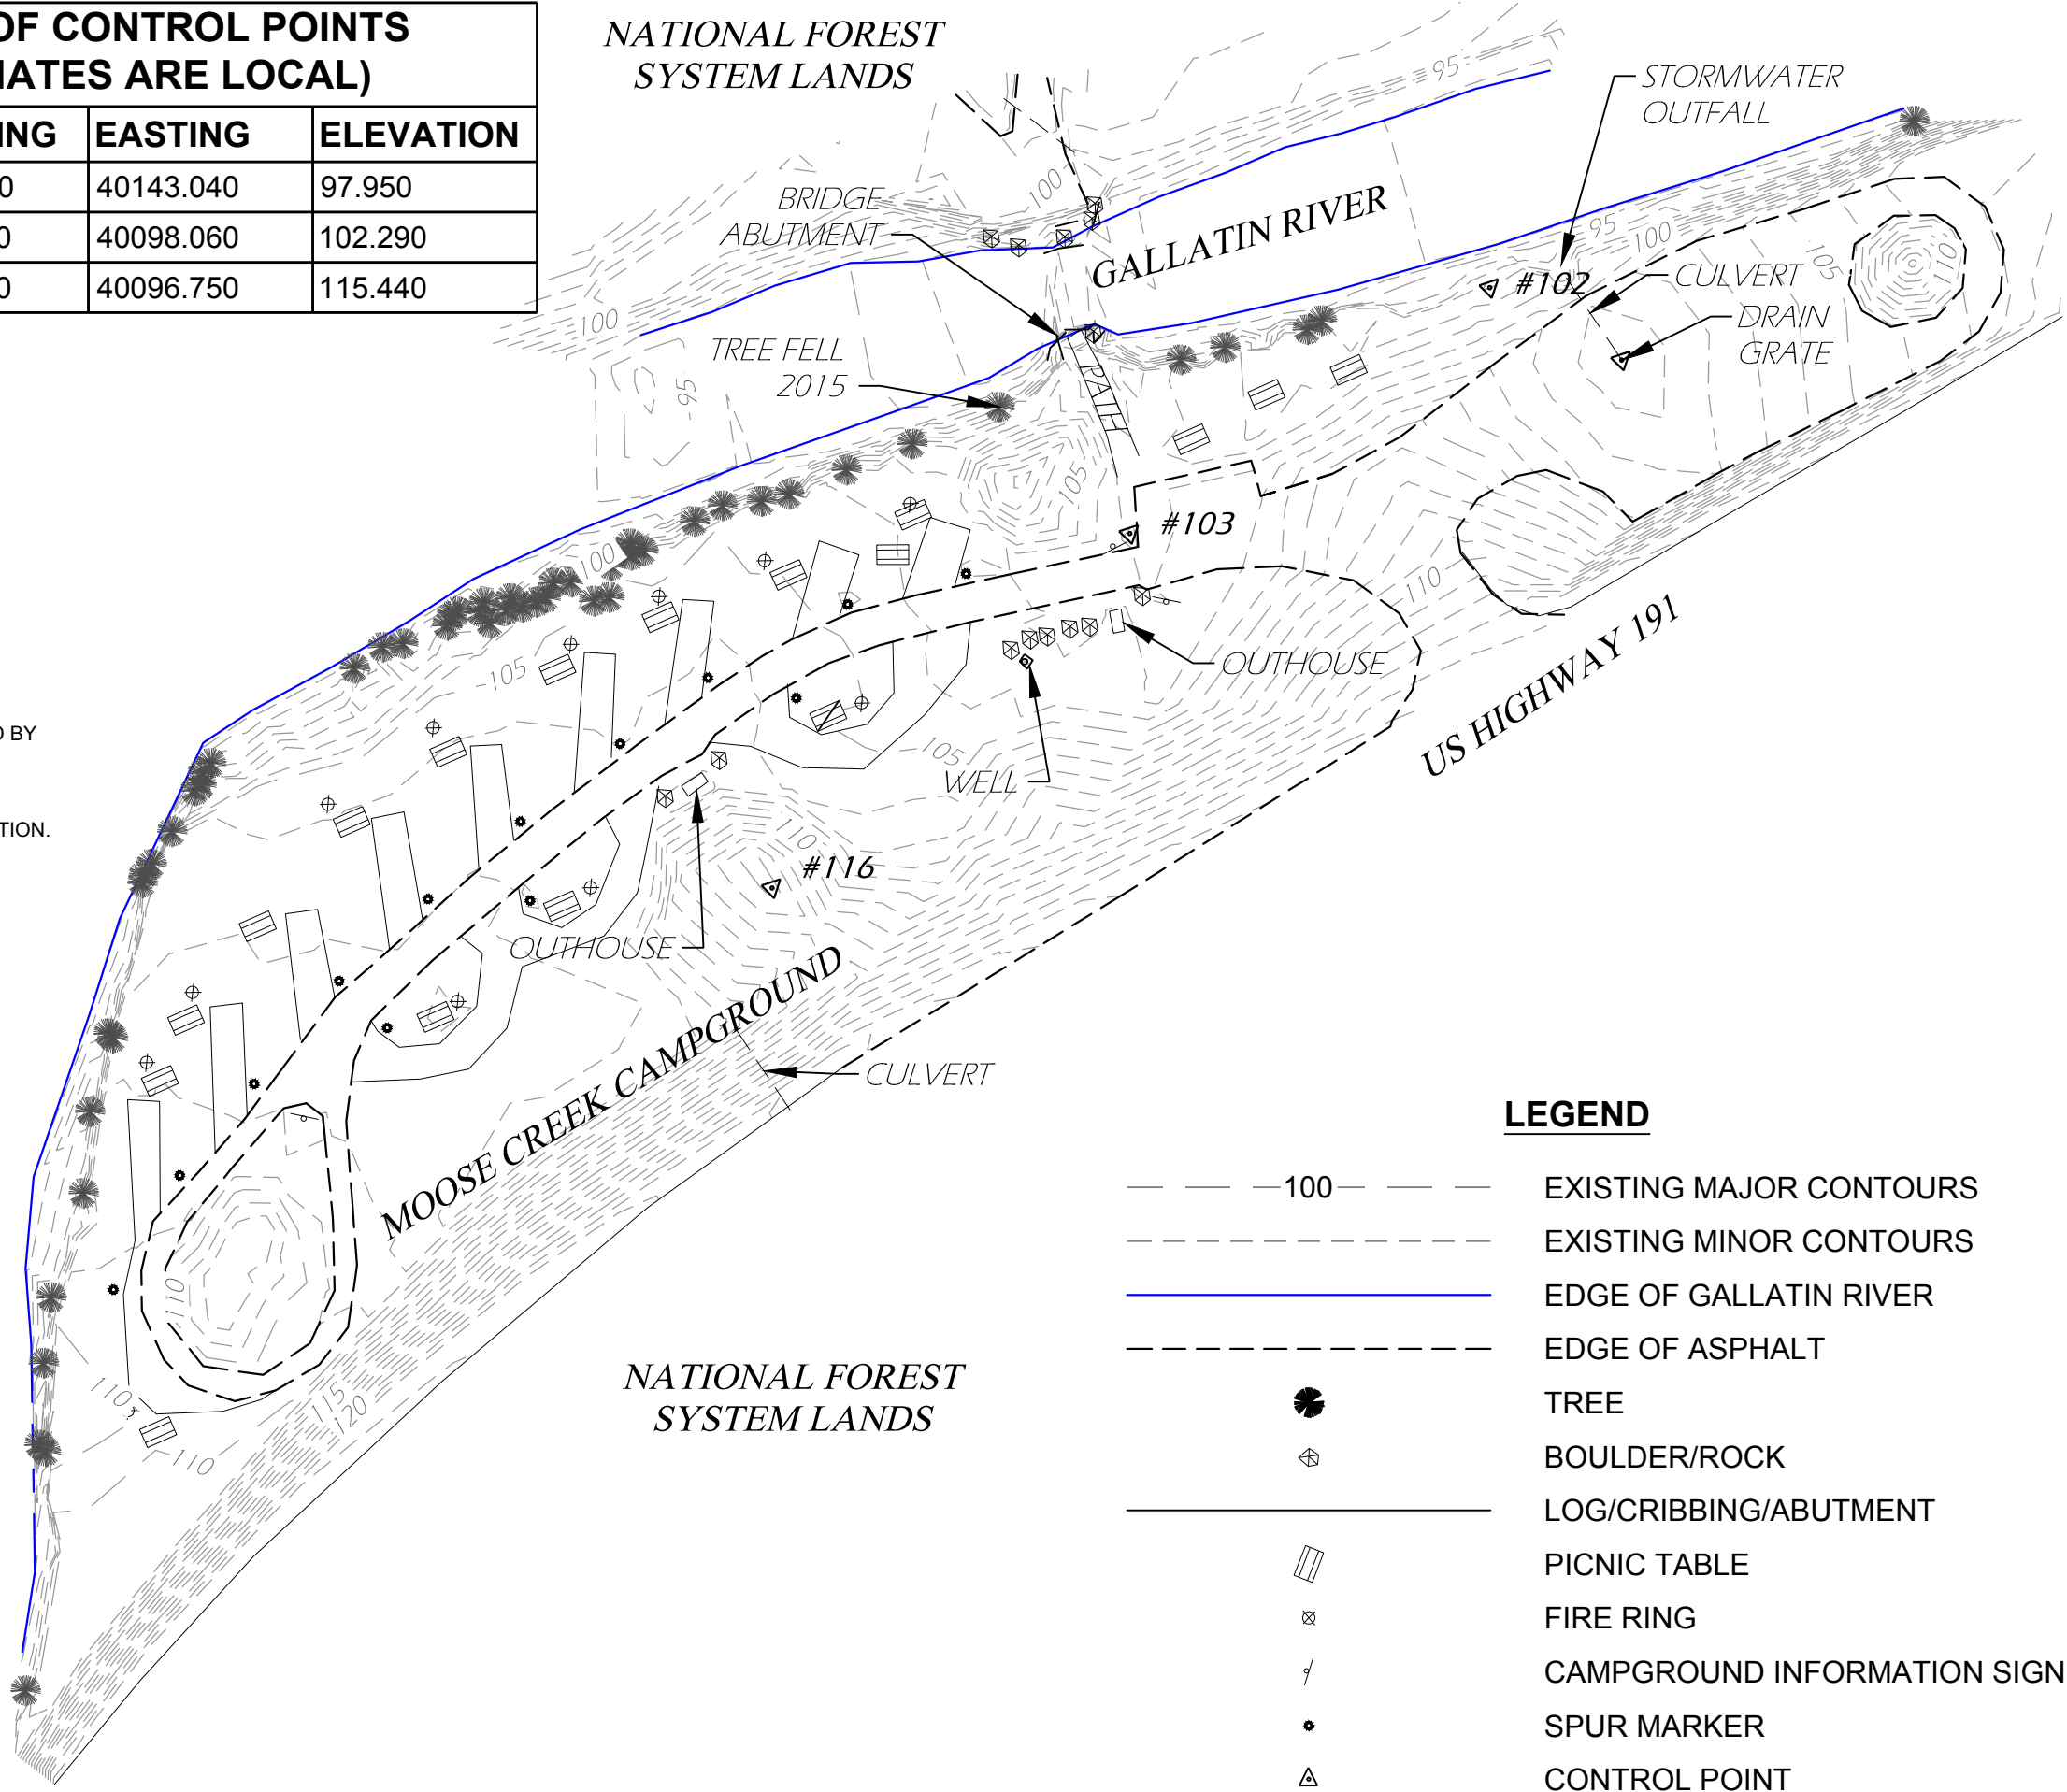 OF CONTROL POINTS
ATES ARE LOCAL)
NG EASTING ELEVATION
0 40143.040 97.950
0 40098.060 102.290
0 40096.750 115.440
NATIONAL FOREST
SYSTEM LANDS
95
STORMWATER
OUTFALL
100
BRIDGE
ABUTMENT
GALLATIN RIVER
95
100
105
110
#102
CULVERT
DRAIN
GRATE
100
95
TREE FELL
2015
PATH
105
#103
100
110
105
OUTHOUSE
US HIGHWAY 191
BY
105
WELL
TION.
110
#116
OUTHOUSE
MOOSE CREEK CAMPGROUND
CULVERT
110
NATIONAL FOREST
SYSTEM LANDS
115
120
110
LEGEND
100 EXISTING MAJOR CONTOURS
EXISTING MINOR CONTOURS
EDGE OF GALLATIN RIVER
EDGE OF ASPHALT
TREE
BOULDER/ROCK
LOG/CRIBBING/ABUTMENT
PICNIC TABLE
FIRE RING
CAMPGROUND INFORMATION SIGN
SPUR MARKER
CONTROL POINT